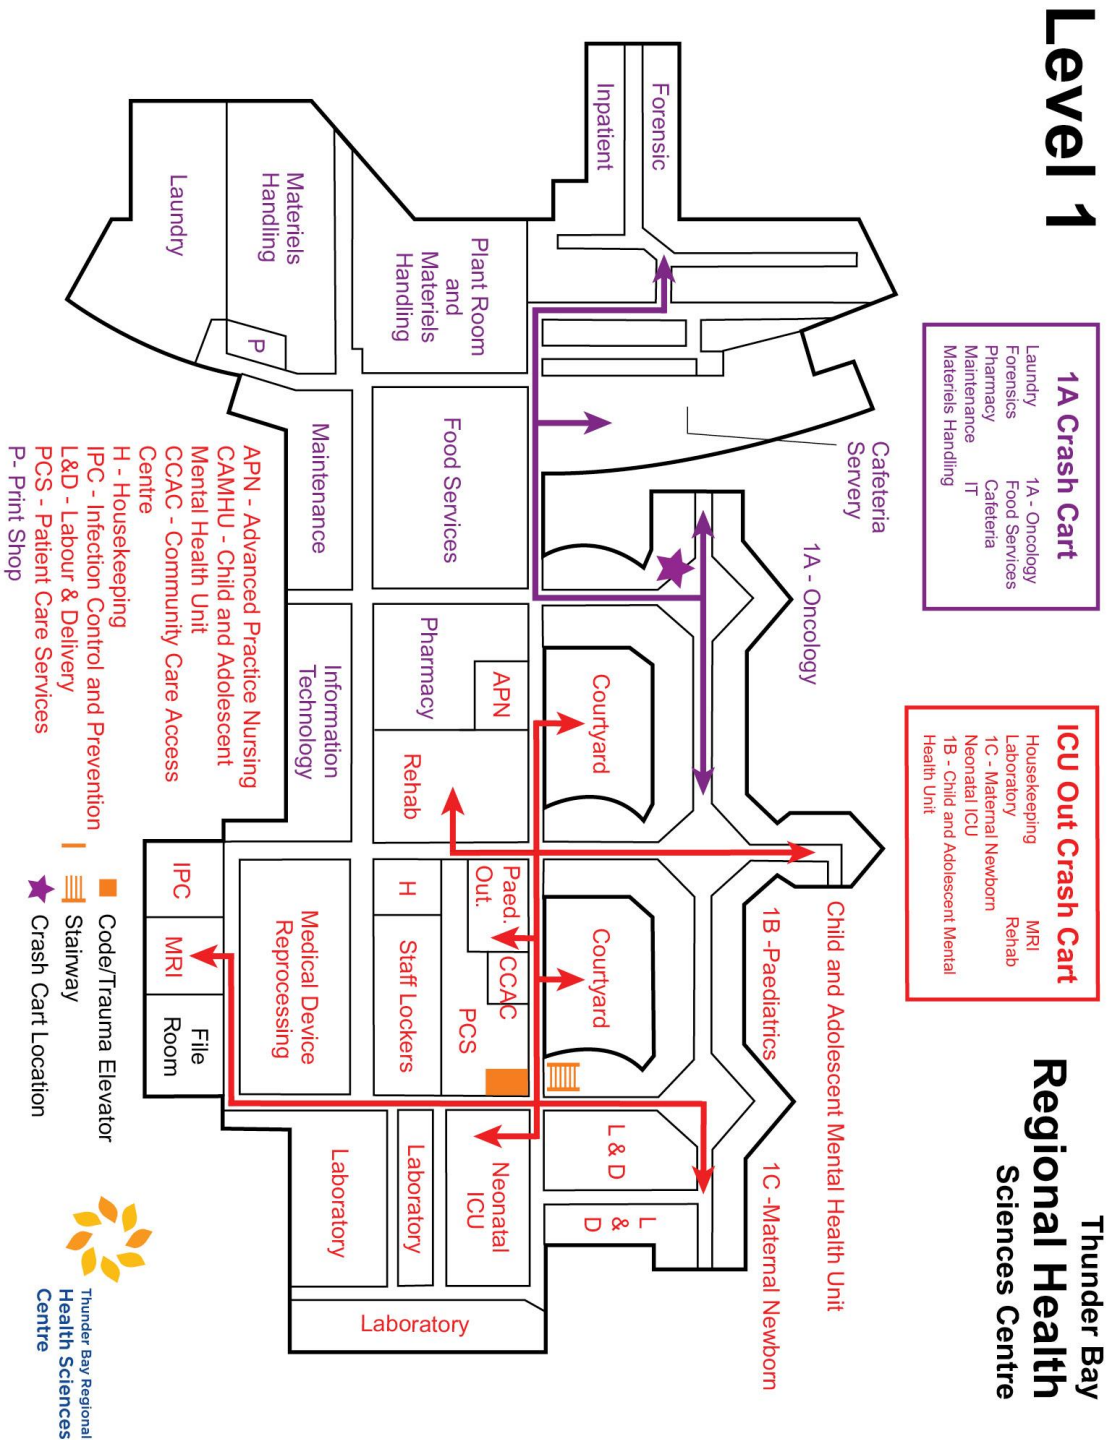 Level 1
Thunder Bay
Regional Health
Sciences Centre
1A Crash Cart
Laundry
Forensics
Pharmacy
Maintenance
Materiels Handling
1A - Oncology
Food Services
Cafeteria
IT
ICU Out Crash Cart
Housekeeping
Laboratory
1C - Maternal Newborn
Neonatal ICU
1B - Child and Adolescent Mental
Health Unit
MRI
Rehab
Cafeteria
Servery
1A - Oncology
Child and Adolescent Mental Health Unit
1B -Paediatrics
1C -Maternal Newborn
Forensic
Inpatient
Courtyard
Courtyard
L & D
L
&
D
Plant Room
and
Materiels
Handling
Food Services
Pharmacy
APN
Rehab
Paed.
Out.
CCAC
PCS
H
Staff Lockers
Neonatal
ICU
Laboratory
Laboratory
Laboratory
Materiels
Handling
Laundry
P
Maintenance
Information
Technology
Medical Device
Reprocessing
IPC
MRI
File
Room
APN - Advanced Practice Nursing
CAMHU - Child and Adolescent
Mental Health Unit
CCAC - Community Care Access
Centre
H - Housekeeping
IPC - Infection Control and Prevention
L&D - Labour & Delivery
PCS - Patient Care Services
P- Print Shop
Code/Trauma Elevator
Stairway
Crash Cart Location
Thunder Bay Regional
Health Sciences
Centre